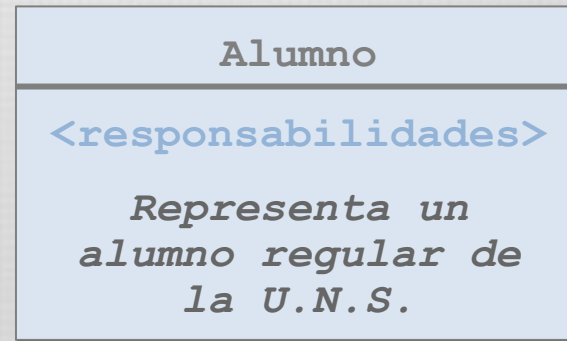 Alumno
<responsabilidades>
Representa un
alumno regular de
la U.N.S.